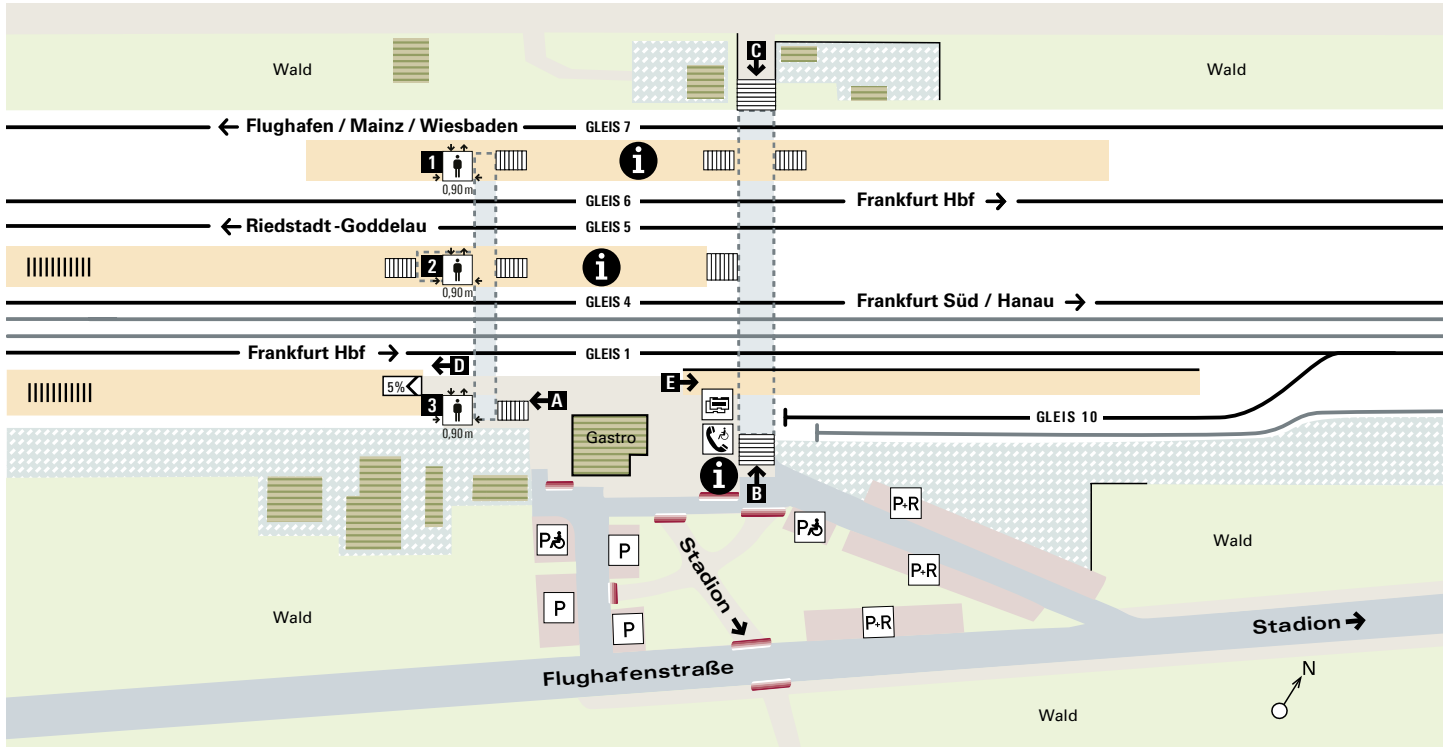 C
Wald
Wald
← Flughafen / Mainz / Wiesbaden
GLEIS 7
1
i
0,90 m
GLEIS 6
Frankfurt Hbf →
← Riedstadt-Goddelau
GLEIS 5
2
i
0,90 m
GLEIS 4
Frankfurt Süd / Hanau →
Frankfurt Hbf →
GLEIS 1
← D
5%
E →
3
← A
0,90 m
GLEIS 10
Gastro
i
B
P
P+R
P
P
Stadion
P+R
Wald
P
P
P+R
Wald
Stadion →
Flughafenstraße
N
Wald